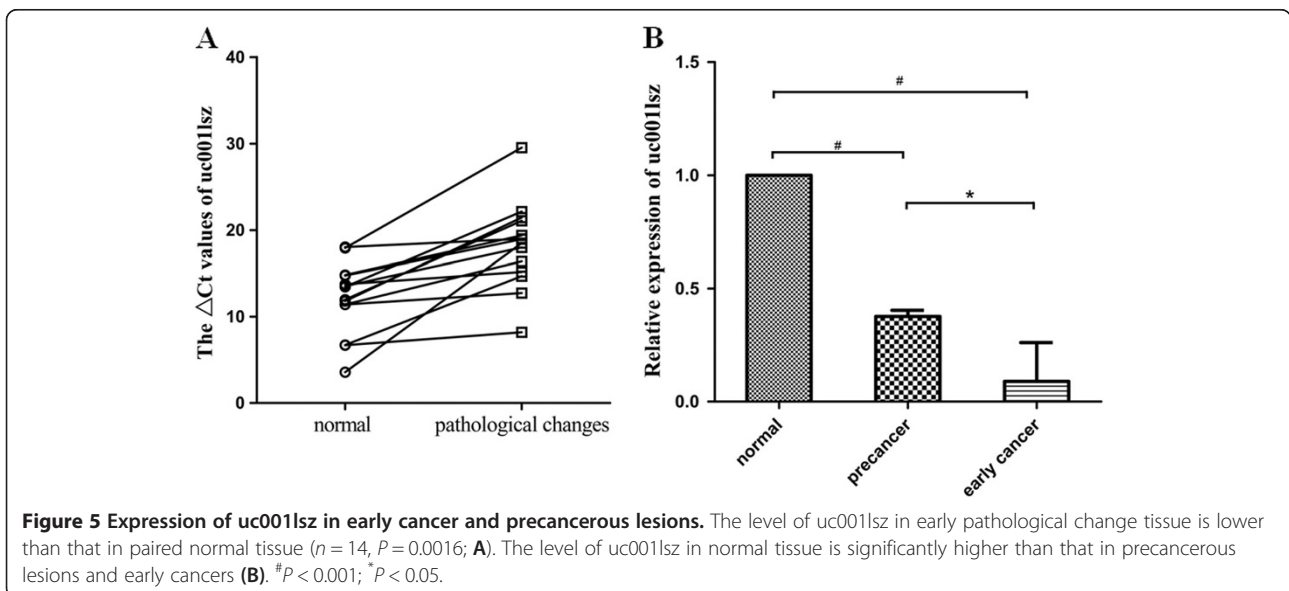 A
The △Ct values of uc001lsz
40
30
20
10
0
normal
pathological changes
B
Relative expression of uc001lsz
1.5
1.0
0.5
0.0
#
#
*
normal
precancer
early cancer
Figure 5 Expression of uc001lsz in early cancer and precancerous lesions. The level of uc001lsz in early pathological change tissue is lower
than that in paired normal tissue (n = 14, P = 0.0016; A). The level of uc001lsz in normal tissue is significantly higher than that in precancerous
lesions and early cancers (B). #P < 0.001; *P < 0.05.